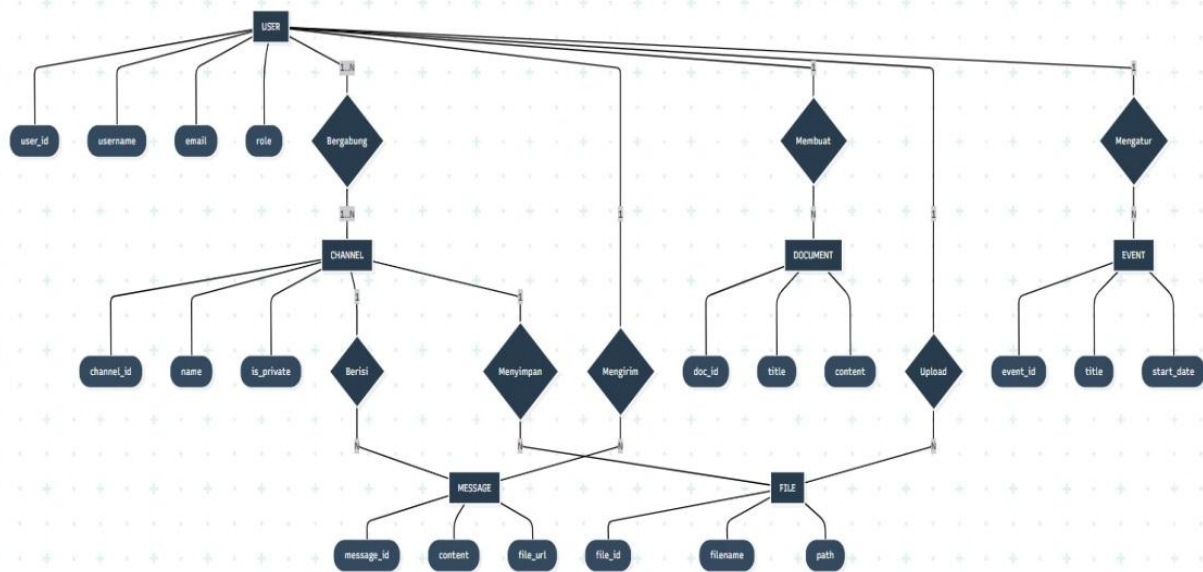 USER
1..N
1
1
user_id
username
email
role
Bergabung
Membuat
Mengatur
1..N
1
N
1
N
CHANNEL
DOCUMENT
EVENT
1
1
channel_id
name
is_private
Berisi
Menyimpan
Mengirim
doc_id
title
content
Upload
event_id
title
start_date
N
N
N
N
MESSAGE
FILE
message_id
content
file_url
file_id
filename
path